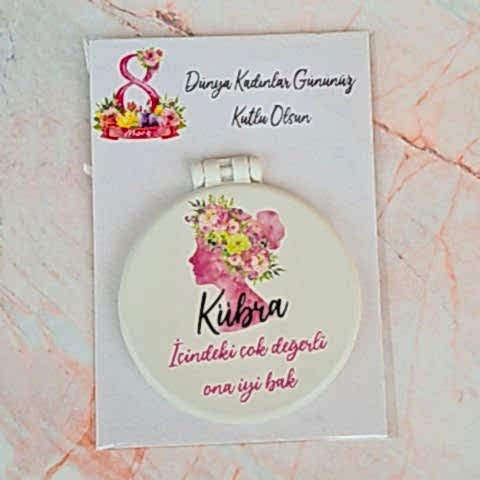 8
Mart
Dünya Kadınlar Gününüz
Kutlu Olsun
Kübra
İçindeki çok değerli
ona iyi bak